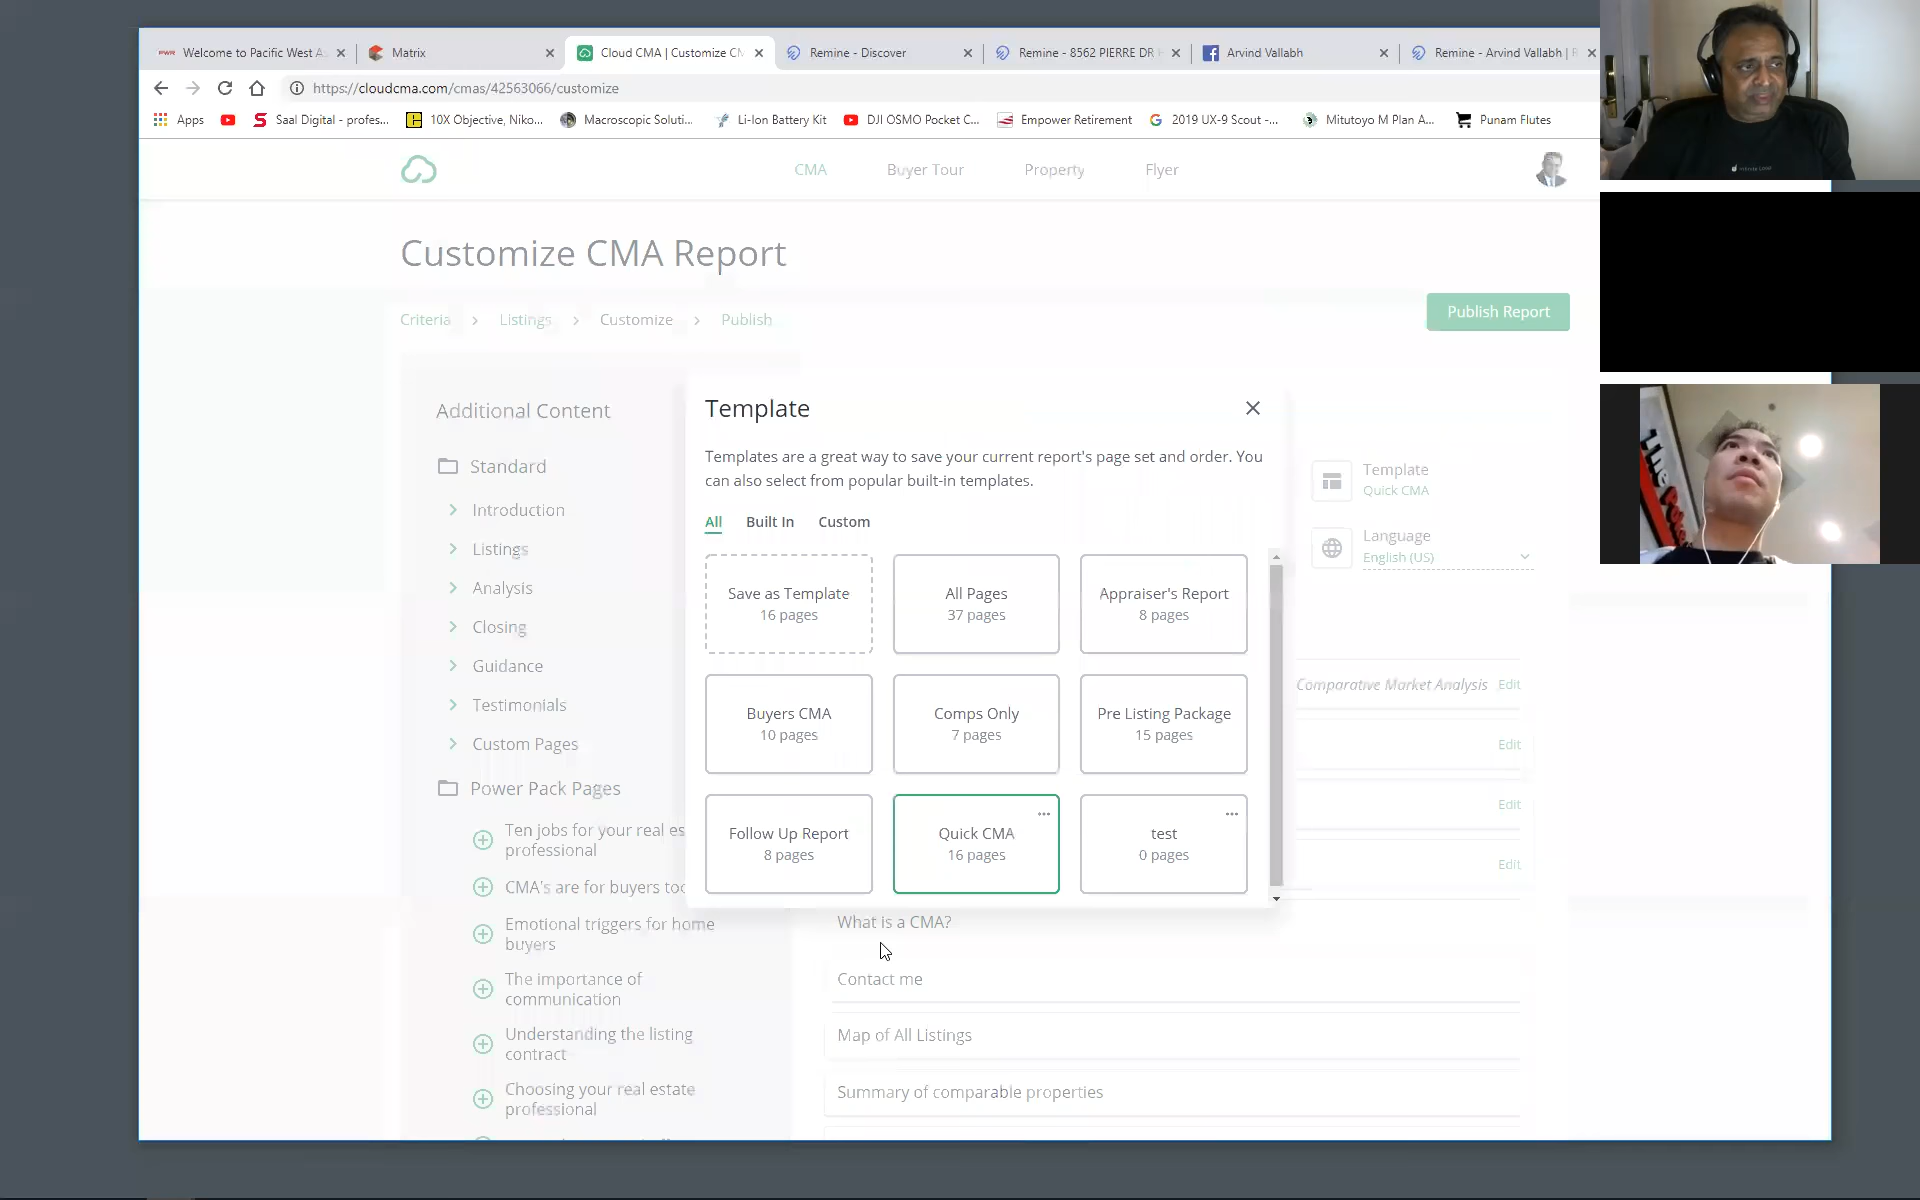 PWR Welcome to Pacific West A
Matrix
Cloud CMA | Customize CM
Remine - Discover
Remine - 8562 PIERRE DR
Arvind Vallabh
Remine - Arvind Vallabh |
https://cloudcma.com/cmas/42563066/customize
Apps
Saal Digital - profes...
10X Objective, Niko...
Macroscopic Soluti...
Li-Ion Battery Kit
DJI OSMO Pocket C...
Empower Retirement
2019 UX-9 Scout -...
Mitutoyo M Plan A...
Punam Flutes
CMA
Buyer Tour
Property
Flyer
Customize CMA Report
Criteria > Listings > Customize > Publish
Publish Report
Additional Content
Standard
Introduction
Listings
Analysis
Closing
Guidance
Testimonials
Custom Pages
Power Pack Pages
Ten jobs for your real es
professional
CMA's are for buyers too
Emotional triggers for home
buyers
The importance of
communication
Understanding the listing
contract
Choosing your real estate
professional
Template
Templates are a great way to save your current report's page set and order. You
can also select from popular built-in templates.
All
Built In
Custom
Save as Template
16 pages
All Pages
37 pages
Appraiser's Report
8 pages
Buyers CMA
10 pages
Comps Only
7 pages
Pre Listing Package
15 pages
Follow Up Report
8 pages
Quick CMA
16 pages
test
0 pages
Template
Quick CMA
Language
English (US)
Comparative Market Analysis Edit
Edit
Edit
Edit
What is a CMA?
Contact me
Map of All Listings
Summary of comparable properties
The